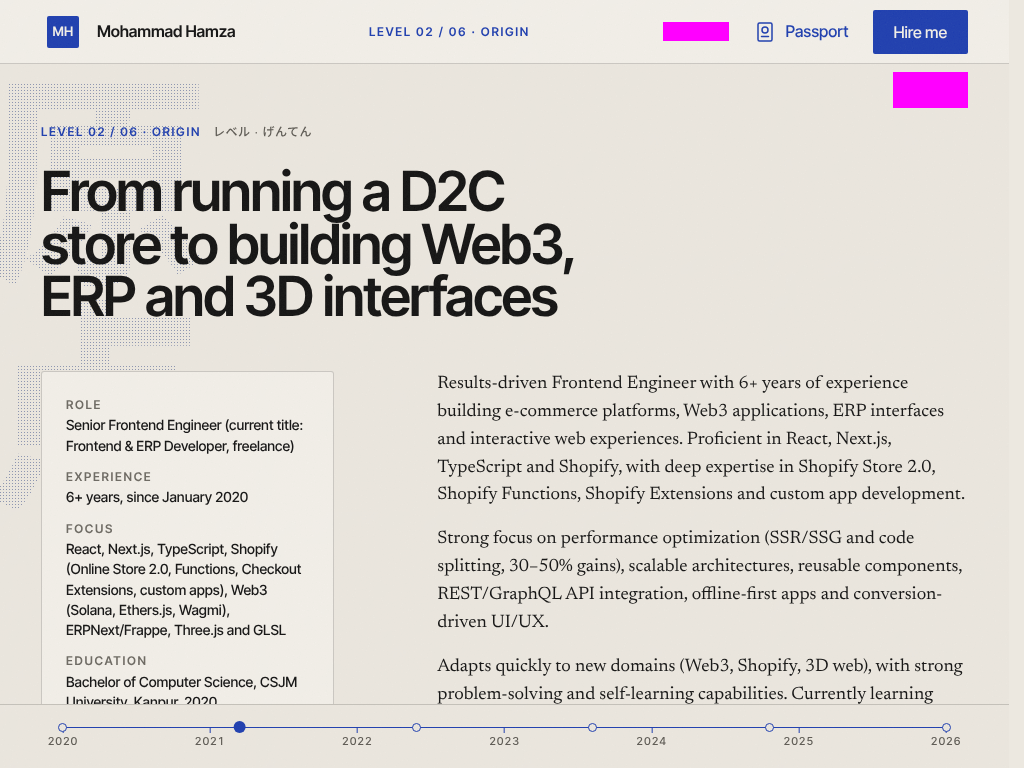 MH
Mohammad Hamza
LEVEL 02 / 06 · ORIGIN
Passport
Hire me
LEVEL 02 / 06 · ORIGIN レベル · げんてん
From running a D2C
store to building Web3,
ERP and 3D interfaces
ROLE
Senior Frontend Engineer (current title:
Frontend & ERP Developer, freelance)
EXPERIENCE
6+ years, since January 2020
FOCUS
React, Next.js, TypeScript, Shopify
(Online Store 2.0, Functions, Checkout
Extensions, custom apps), Web3
(Solana, Ethers.js, Wagmi),
ERPNext/Frappe, Three.js and GLSL
EDUCATION
Bachelor of Computer Science, CSJM
University, Kanpur, 2020
Results-driven Frontend Engineer with 6+ years of experience
building e-commerce platforms, Web3 applications, ERP interfaces
and interactive web experiences. Proficient in React, Next.js,
TypeScript and Shopify, with deep expertise in Shopify Store 2.0,
Shopify Functions, Shopify Extensions and custom app development.
Strong focus on performance optimization (SSR/SSG and code
splitting, 30–50% gains), scalable architectures, reusable components,
REST/GraphQL API integration, offline-first apps and conversion-
driven UI/UX.
Adapts quickly to new domains (Web3, Shopify, 3D web), with strong
problem-solving and self-learning capabilities. Currently learning
2020
2021
2022
2023
2024
2025
2026